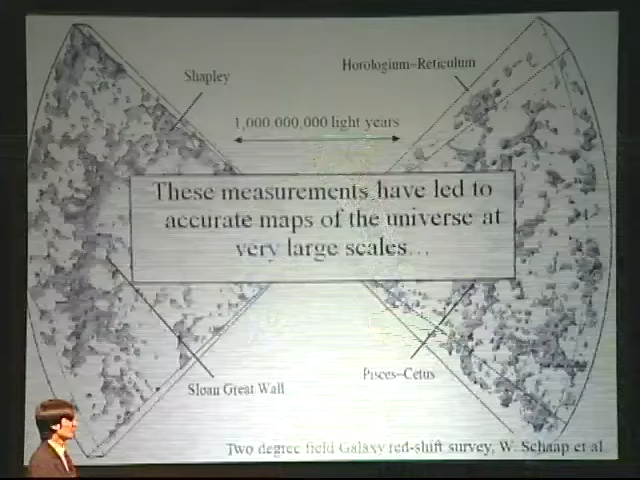 Shapley
Horologium-Reticulum
1,000,000,000 light years
These measurements have led to
accurate maps of the universe at
very large scales...
Sloan Great Wall
Pisces-Cetus
Two degree field Galaxy red-shift survey, W. Schaap et al